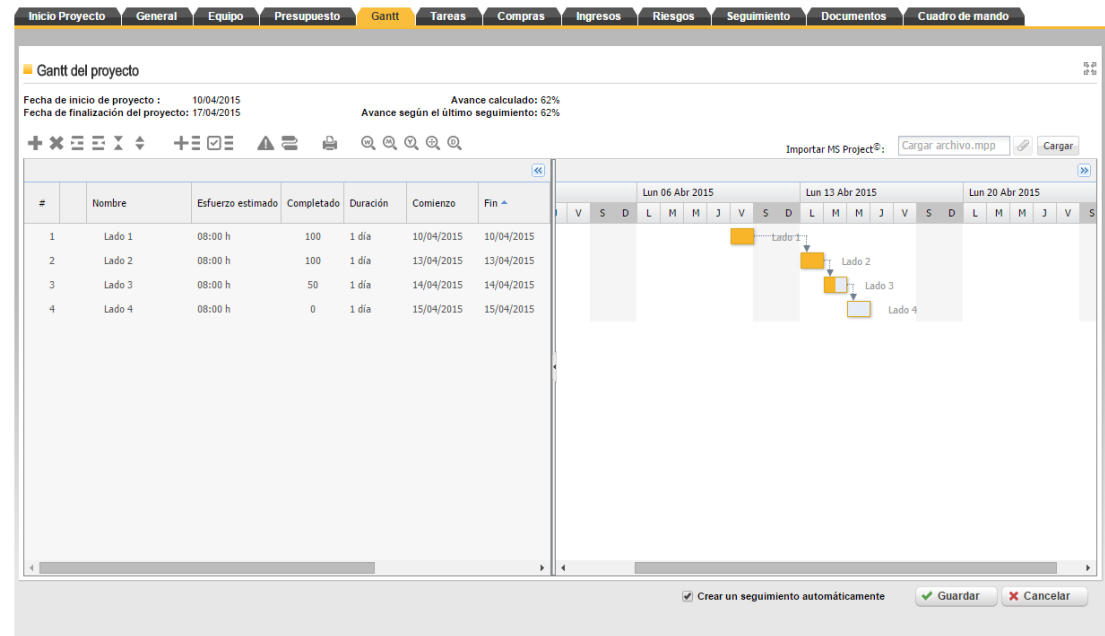 Inicio Proyecto General Equipo Presupuesto Gantt Tareas Compras Ingresos Riesgos Seguimiento Documentos Cuadro de mando
Gantt del proyecto
Fecha de inicio de proyecto : 10/04/2015 Avance calculado: 62%
Fecha de finalización del proyecto: 17/04/2015 Avance según el último seguimiento: 62%
Importar MS Project©: Cargar archivo.mpp Cargar
Lun 06 Abr 2015 Lun 13 Abr 2015 Lun 20 Abr 2015
# Nombre Esfuerzo estimado Completado Duración Comienzo Fin
V S D L M M J V S D L M M J V S D L M M J V S
1 Lado 1 08:00 h 100 1 día 10/04/2015 10/04/2015 Lado 1
2 Lado 2 08:00 h 100 1 día 13/04/2015 13/04/2015 Lado 2
3 Lado 3 08:00 h 50 1 día 14/04/2015 14/04/2015 Lado 3
4 Lado 4 08:00 h 0 1 día 15/04/2015 15/04/2015 Lado 4
Crear un seguimiento automáticamente Guardar Cancelar